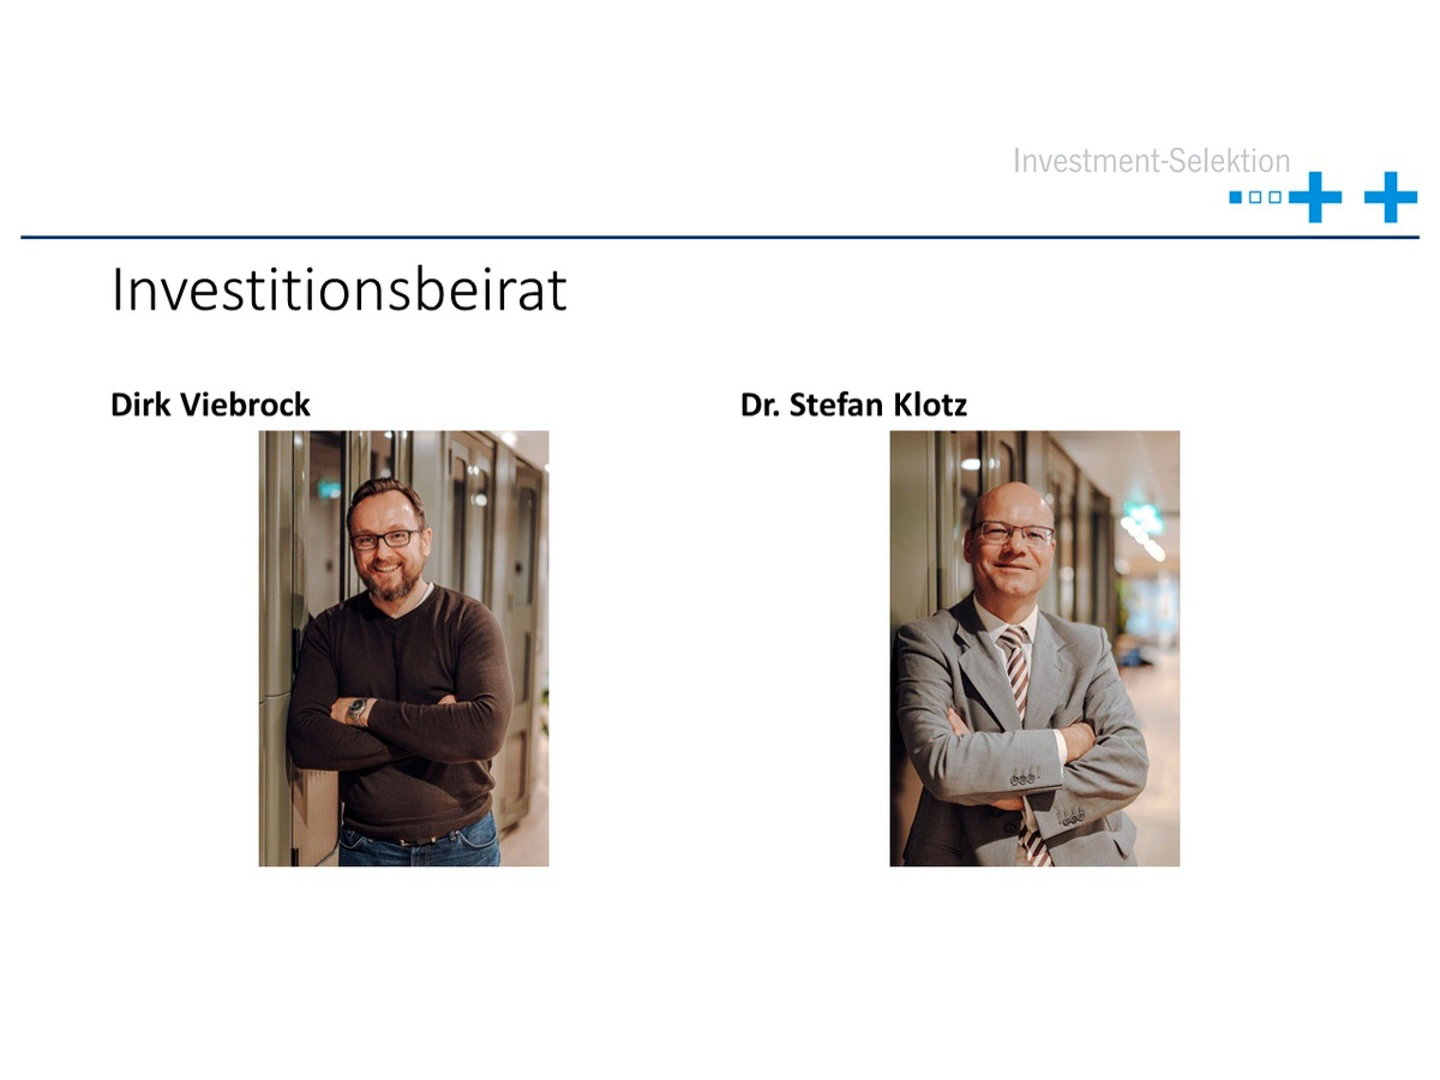 Investment-Selektion
Investitionsbeirat
Dirk Viebrock
Dr. Stefan Klotz